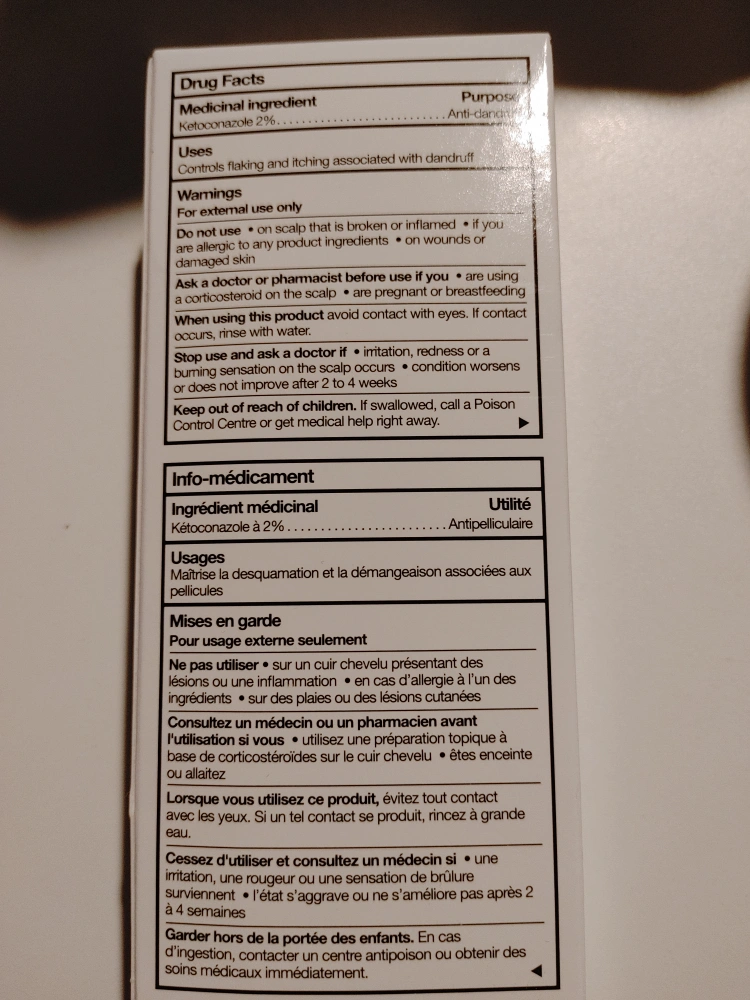 Drug Facts
Medicinal ingredient Purpose
Ketoconazole 2%.......................... Anti-dandruff
Uses
Controls flaking and itching associated with dandruff
Warnings
For external use only
Do not use • on scalp that is broken or inflamed • if you
are allergic to any product ingredients • on wounds or
damaged skin
Ask a doctor or pharmacist before use if you • are using
a corticosteroid on the scalp • are pregnant or breastfeeding
When using this product avoid contact with eyes. If contact
occurs, rinse with water.
Stop use and ask a doctor if • irritation, redness or a
burning sensation on the scalp occurs • condition worsens
or does not improve after 2 to 4 weeks
Keep out of reach of children. If swallowed, call a Poison
Control Centre or get medical help right away.
Info-médicament
Ingrédient médicinal Utilité
Kétoconazole à 2%........................ Antipelliculaire
Usages
Maîtrise la desquamation et la démangeaison associées aux
pellicules
Mises en garde
Pour usage externe seulement
Ne pas utiliser • sur un cuir chevelu présentant des
lésions ou une inflammation • en cas d'allergie à l'un des
ingrédients • sur des plaies ou des lésions cutanées
Consultez un médecin ou un pharmacien avant
l'utilisation si vous • utilisez une préparation topique à
base de corticostéroïdes sur le cuir chevelu • êtes enceinte
ou allaitez
Lorsque vous utilisez ce produit, évitez tout contact
avec les yeux. Si un tel contact se produit, rincez à grande
eau.
Cessez d'utiliser et consultez un médecin si • une
irritation, une rougeur ou une sensation de brûlure
surviennent • l'état s'aggrave ou ne s'améliore pas après 2
à 4 semaines
Garder hors de la portée des enfants. En cas
d'ingestion, contacter un centre antipoison ou obtenir des
soins médicaux immédiatement.